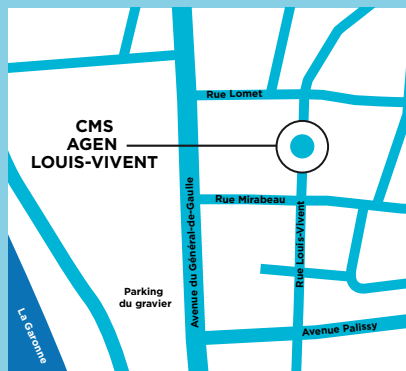 Rue Lomet
CMS
AGEN
LOUIS-VIVENT
Rue Mirabeau
Avenue du Général-de-Gaulle
Rue Louis-Vivent
Parking
du gravier
La Garonne
Avenue Palissy